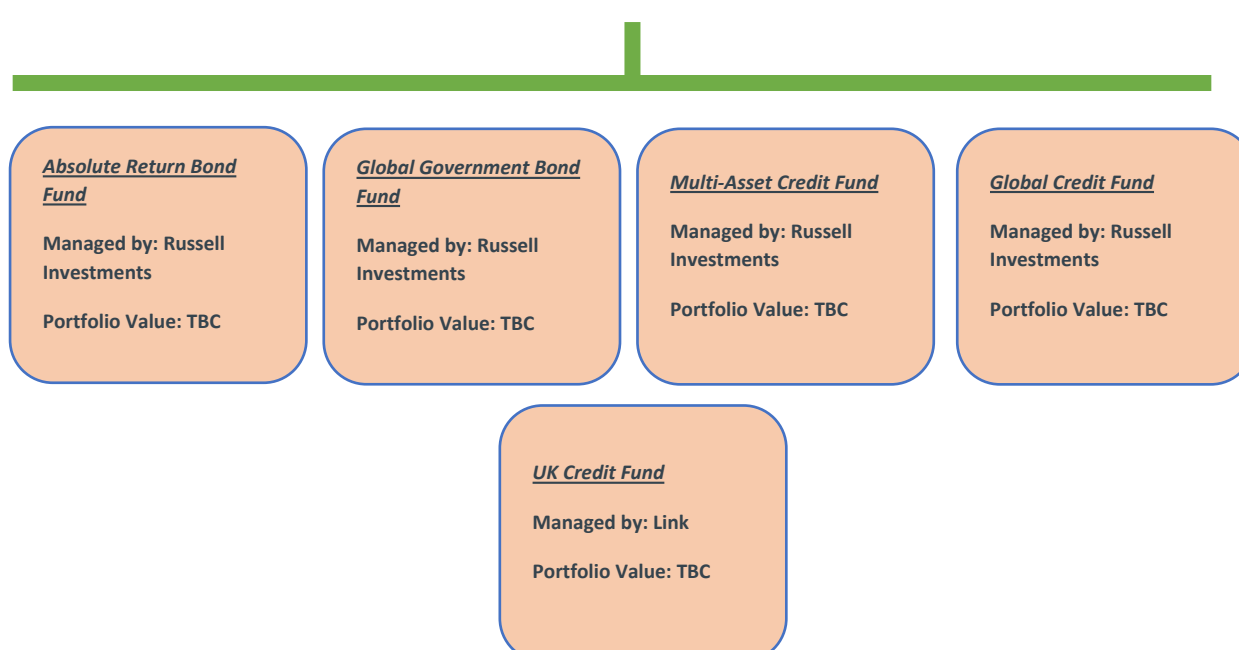 Absolute Return Bond
Fund
Managed by: Russell
Investments
Portfolio Value: TBC
Global Government Bond
Fund
Managed by: Russell
Investments
Portfolio Value: TBC
Multi-Asset Credit Fund
Managed by: Russell
Investments
Portfolio Value: TBC
Global Credit Fund
Managed by: Russell
Investments
Portfolio Value: TBC
UK Credit Fund
Managed by: Link
Portfolio Value: TBC